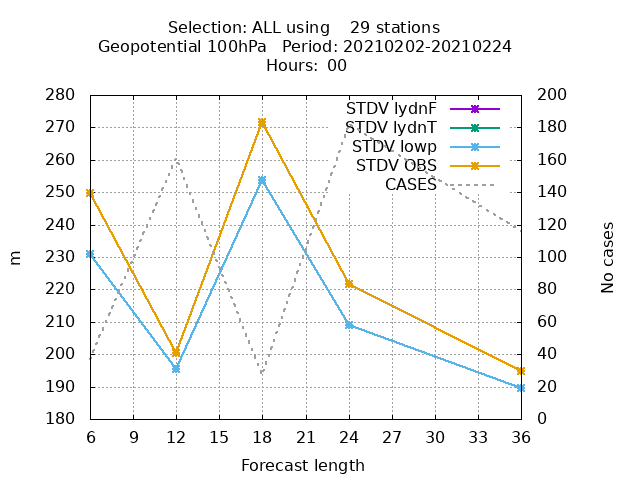 Selection: ALL using 29 stations
Geopotential 100hPa Period: 20210202-20210224
Hours: 00
280 200
270 180
260 160
250 140
240 120
230 100
220 80
210 60
200 40
190 20
180 0
STDV lydnF
STDV lydnT
STDV lowp
STDV OBS
CASES
m
No cases
6 9 12 15 18 21 24 27 30 33 36
Forecast length